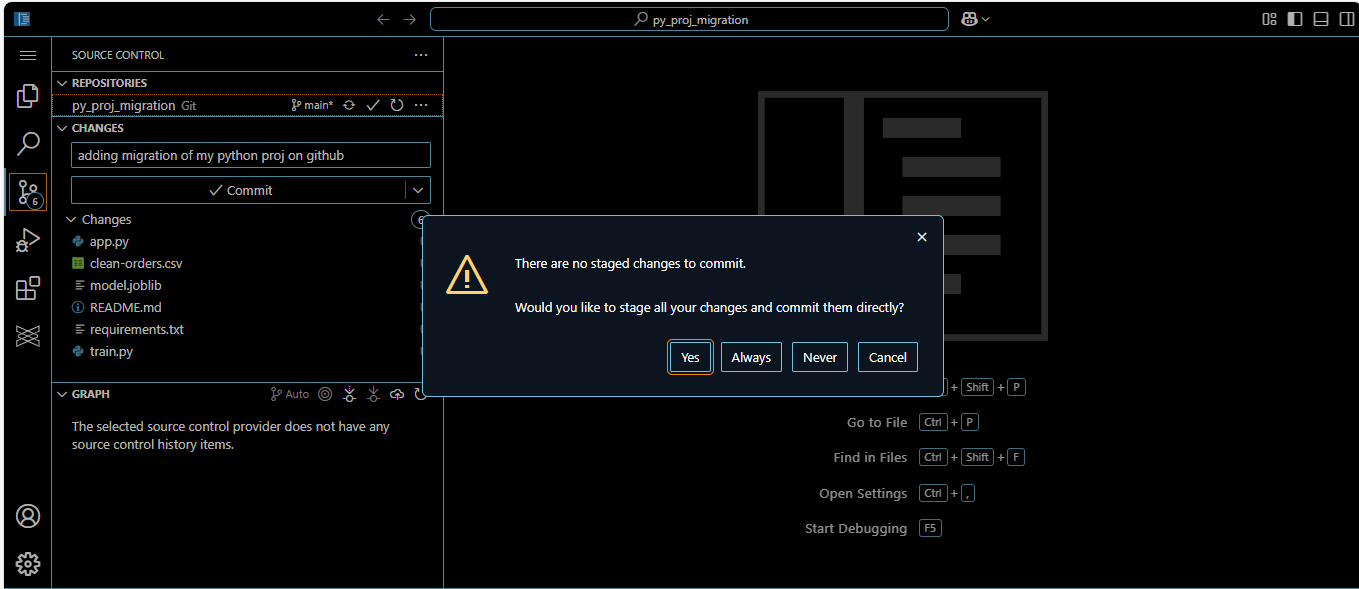 py_proj_migration
SOURCE CONTROL
REPOSITORIES
py_proj_migration Git main*
CHANGES
adding migration of my python proj on github
Commit
Changes 6
app.py
clean-orders.csv
model.joblib
README.md
requirements.txt
train.py
GRAPH Auto
The selected source control provider does not have any
source control history items.
6
There are no staged changes to commit.
Would you like to stage all your changes and commit them directly?
Yes Always Never Cancel
+ Shift + P
Go to File Ctrl + P
Find in Files Ctrl + Shift + F
Open Settings Ctrl + ,
Start Debugging F5